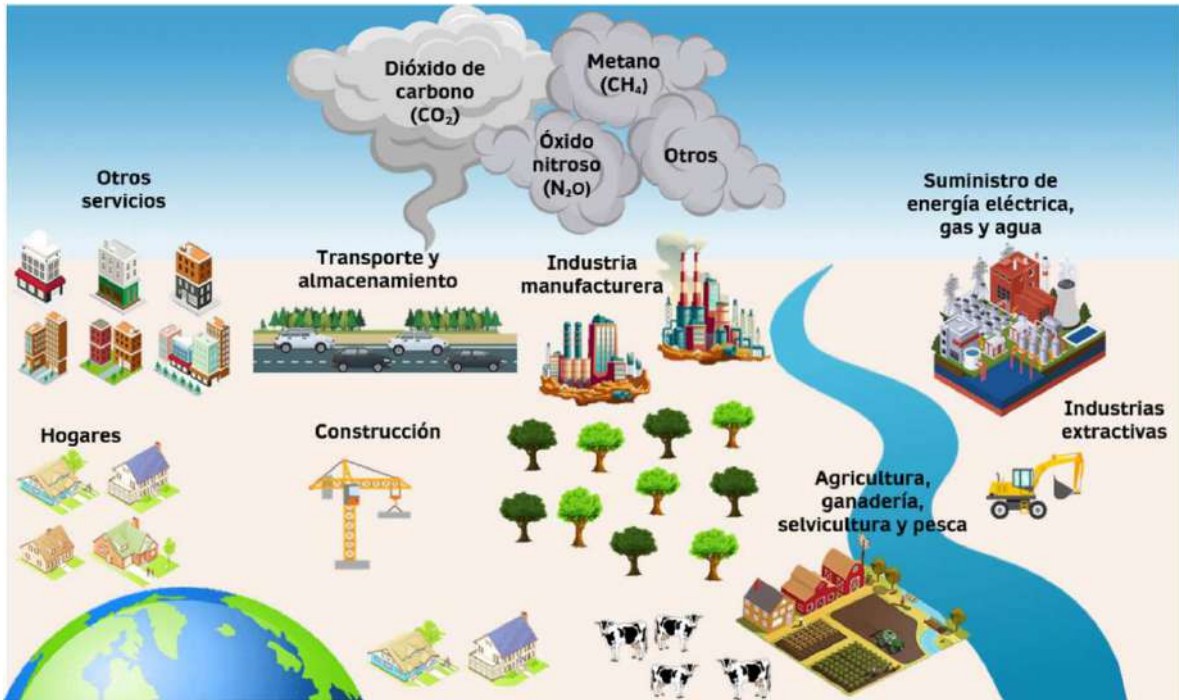 Dióxido de
carbono
(CO₂)
Metano
(CH₄)
Óxido
nitroso
(N₂O)
Otros
Otros
servicios
Transporte y
almacenamiento
Industria
manufacturera
Suministro de
energía eléctrica,
gas y agua
Hogares
Construcción
Industrias
extractivas
Agricultura,
ganadería,
selvicultura y pesca